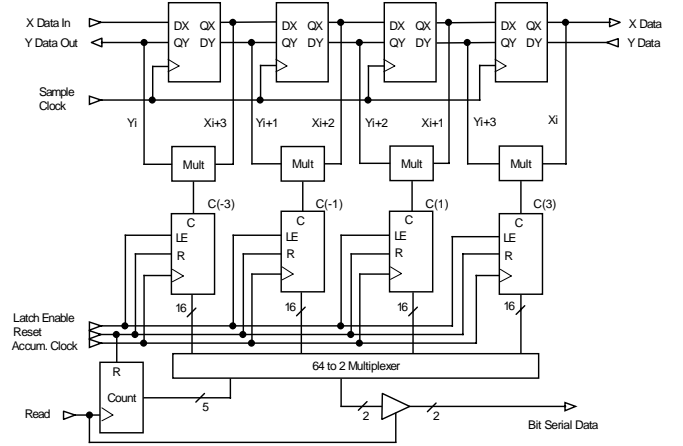 X Data In
DX QX
DX QX
DX QX
DX QX
X Data
Y Data Out
QY DY
QY DY
QY DY
QY DY
Y Data
Sample
Clock
Yi
Xi+3
Yi+1
Xi+2
Yi+2
Xi+1
Yi+3
Xi
Mult
Mult
Mult
Mult
C(-3)
C(-1)
C(1)
C(3)
C
C
C
C
LE
LE
LE
LE
R
R
R
R
16
16
16
16
Latch Enable
Reset
Accum. Clock
64 to 2 Multiplexer
R
Count
5
Read
2
2
Bit Serial Data